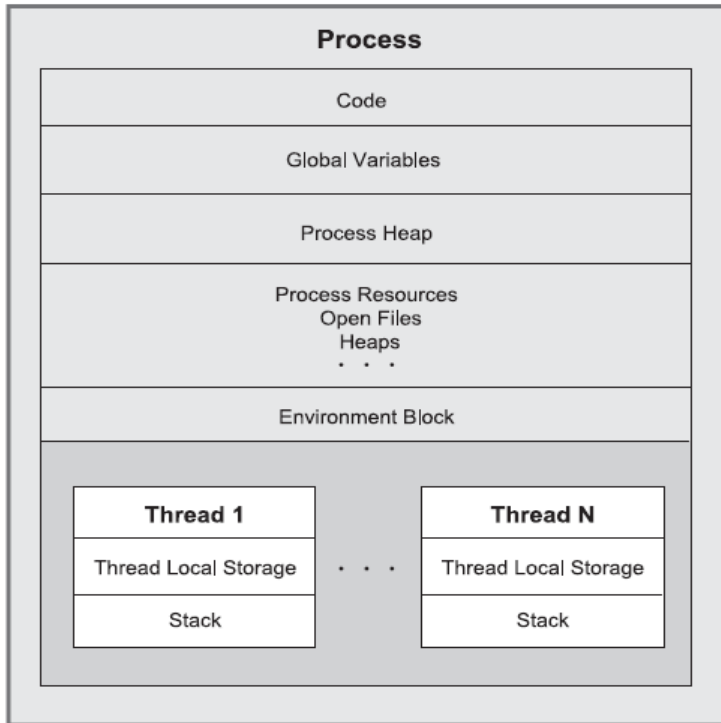 Process
Code
Global Variables
Process Heap
Process Resources
Open Files
Heaps
. . .
Environment Block
Thread 1
Thread Local Storage
Stack
. . .
Thread N
Thread Local Storage
Stack